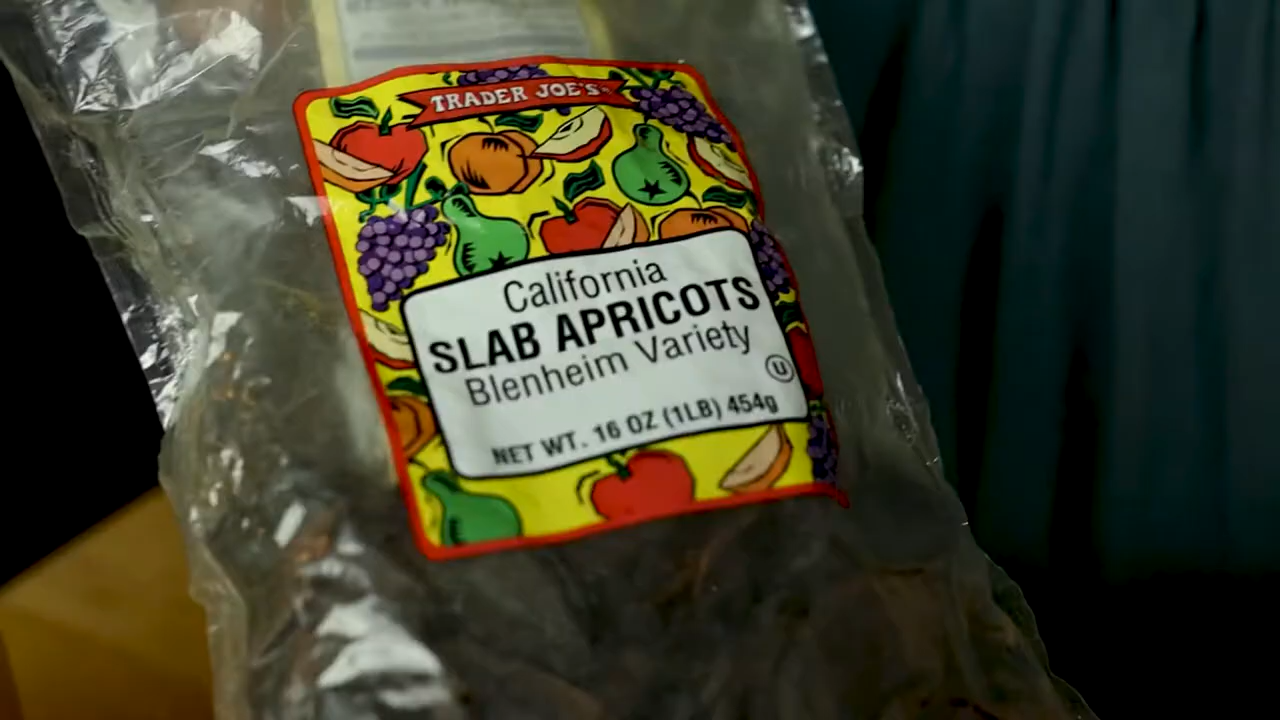 TRADER JOE'S
California
SLAB APRICOTS
Blenheim Variety
U
NET WT. 16 OZ (1LB) 454g